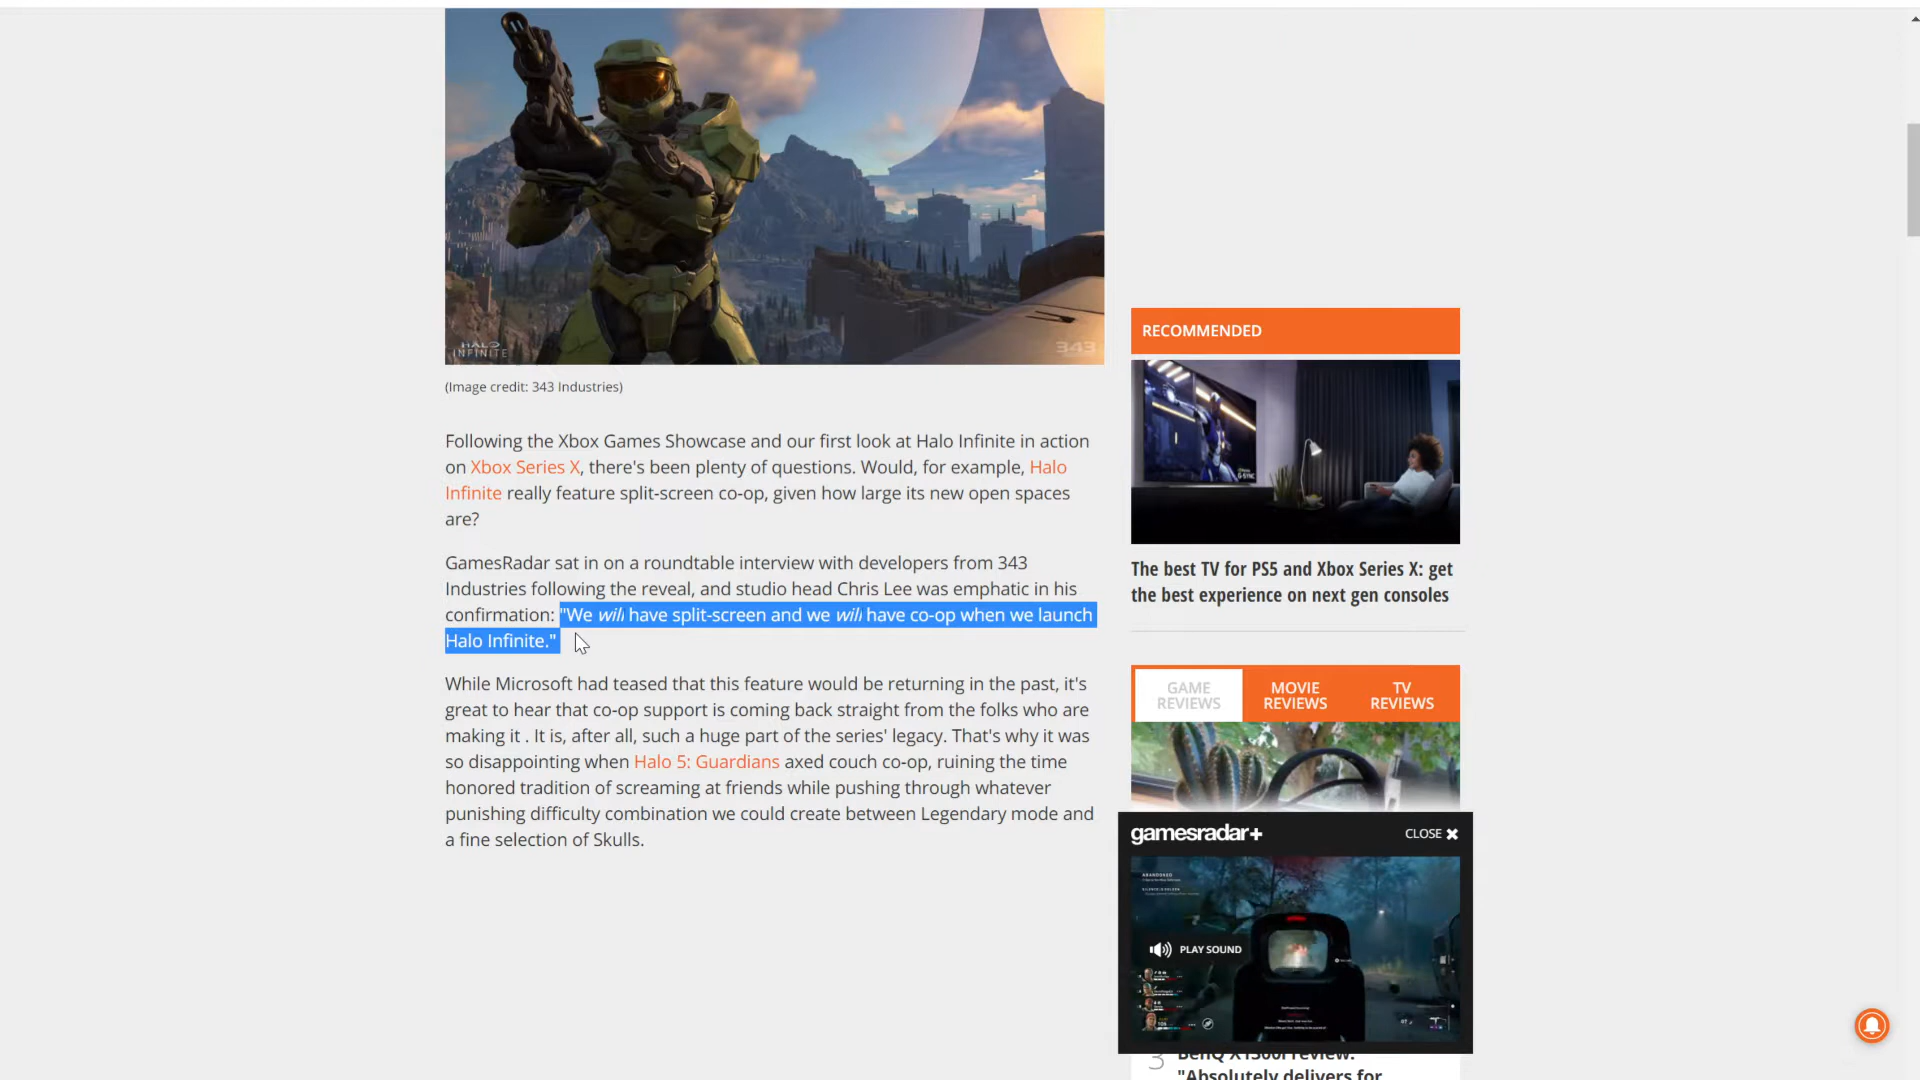 HALO
INFINITE
343
(Image credit: 343 Industries)
Following the Xbox Games Showcase and our first look at Halo Infinite in action
on Xbox Series X, there's been plenty of questions. Would, for example, Halo
Infinite really feature split-screen co-op, given how large its new open spaces
are?
GamesRadar sat in on a roundtable interview with developers from 343
Industries following the reveal, and studio head Chris Lee was emphatic in his
confirmation: "We will have split-screen and we will have co-op when we launch
Halo Infinite."
While Microsoft had teased that this feature would be returning in the past, it's
great to hear that co-op support is coming back straight from the folks who are
making it . It is, after all, such a huge part of the series' legacy. That's why it was
so disappointing when Halo 5: Guardians axed couch co-op, ruining the time
honored tradition of screaming at friends while pushing through whatever
punishing difficulty combination we could create between Legendary mode and
a fine selection of Skulls.
RECOMMENDED
The best TV for PS5 and Xbox Series X: get
the best experience on next gen consoles
GAME
REVIEWS
MOVIE
REVIEWS
TV
REVIEWS
gamesradar+
CLOSE ✖
ABANDONED
PLAY SOUND
3
BenQ X1300i review:
"Absolutely delivers for